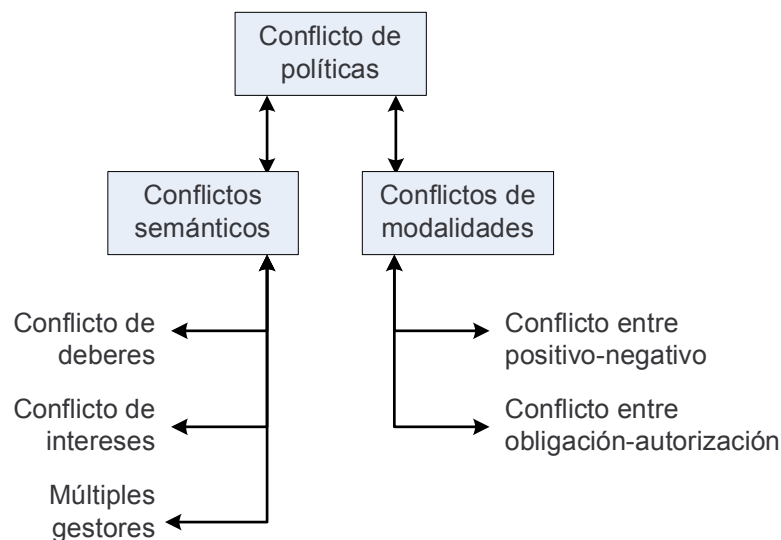 Conflicto de
políticas
Conflictos
semánticos
Conflictos de
modalidades
Conflicto de
deberes
Conflicto de
intereses
Múltiples
gestores
Conflicto entre
positivo-negativo
Conflicto entre
obligación-autorización